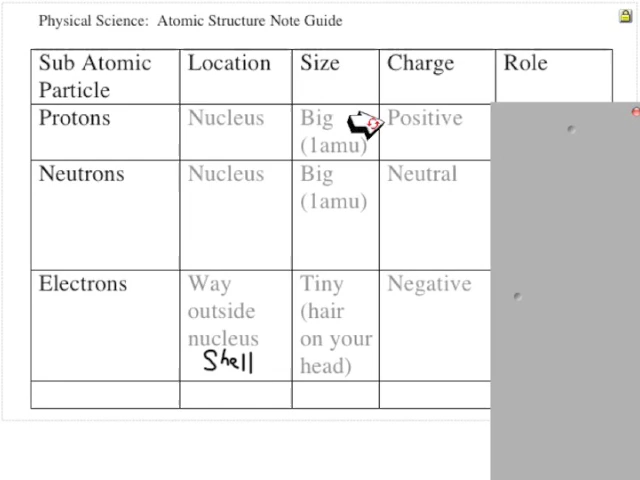 Physical Science:  Atomic Structure Note Guide
Sub Atomic Particle
Location
Size
Charge
Role
Protons
Nucleus
Big
(1amu)
Positive
Neutrons
Nucleus
Big
(1amu)
Neutral
Electrons
Way
outside
nucleus
Shell
Tiny
(hair
on your
head)
Negative